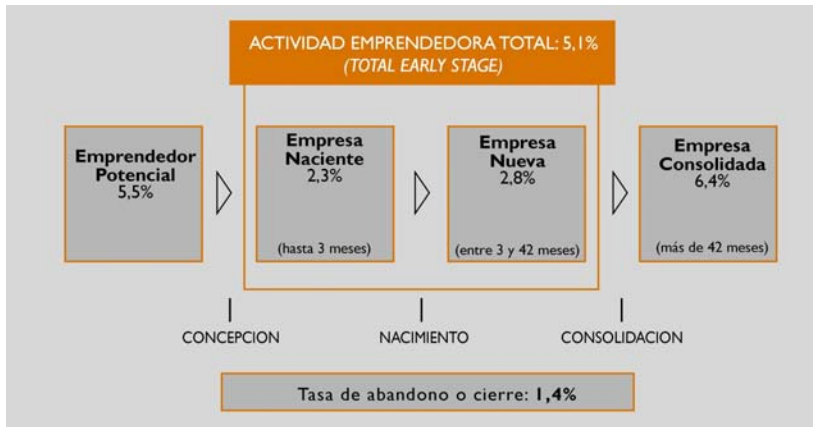 ACTIVIDAD EMPRENDEDORA TOTAL: 5,1%
(TOTAL EARLY STAGE)
Emprendedor
Potencial
5,5%
Empresa
Naciente
2,3%
(hasta 3 meses)
Empresa
Nueva
2,8%
(entre 3 y 42 meses)
Empresa
Consolidada
6,4%
(más de 42 meses)
CONCEPCION
NACIMIENTO
CONSOLIDACION
Tasa de abandono o cierre: 1,4%